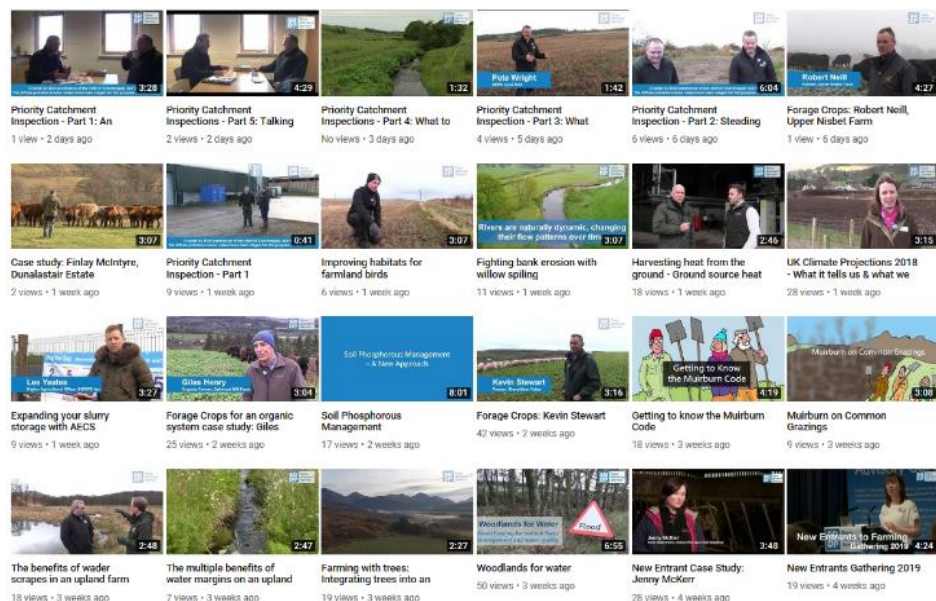 3:28
4:29
1:32
Pete Wright
1:42
6:04
Robert Neill
4:27
Priority Catchment
Inspection - Part 1: An
1 view • 2 days ago
Priority Catchment
Inspections - Part 5: Talking
2 views • 2 days ago
Priority Catchment
Inspections - Part 4: What to
No views • 3 days ago
Priority Catchment
Inspection - Part 3: What
4 views • 5 days ago
Priority Catchment
Inspection - Part 2: Steading
6 views • 6 days ago
Forage Crops: Robert Neill,
Upper Nisbet Farm
1 view • 6 days ago
3:07
0:41
3:07
Rivers are naturally dynamic, changing
their flow patterns over time
3:07
2:46
3:15
Case study: Finlay McIntyre,
Dunalastair Estate
2 views • 1 week ago
Priority Catchment
Inspection - Part 1
9 views • 1 week ago
Improving habitats for
farmland birds
6 views • 1 week ago
Fighting bank erosion with
willow spiling
11 views • 1 week ago
Harvesting heat from the
ground - Ground source heat
18 views • 1 week ago
UK Climate Projections 2018
- What it tells us & what we
28 views • 1 week ago
Les Yeates
3:27
Giles Henry
3:04
Soil Phosphorous Management
– A New Approach
8:01
Kevin Stewart
3:16
Getting to Know
the Muirburn Code
4:19
Muirburn on Common Grazings
3:08
Expanding your slurry
storage with AECS
9 views • 1 week ago
Forage Crops for an organic
system case study: Giles
25 views • 2 weeks ago
Soil Phosphorous
Management
17 views • 2 weeks ago
Forage Crops: Kevin Stewart
42 views • 2 weeks ago
Getting to know the Muirburn
Code
18 views • 3 weeks ago
Muirburn on Common
Grazings
9 views • 3 weeks ago
2:48
2:47
2:27
Woodlands for Water
Flood
6:55
Jenny McKerr
3:48
New Entrants to Farming
Gathering 2019
4:24
The benefits of wader
scrapes in an upland farm
18 views • 3 weeks ago
The multiple benefits of
water margins on an upland
7 views • 3 weeks ago
Farming with trees:
Integrating trees into an
19 views • 3 weeks ago
Woodlands for water
50 views • 3 weeks ago
New Entrant Case Study:
Jenny McKerr
28 views • 4 weeks ago
New Entrants Gathering 2019
19 views • 4 weeks ago